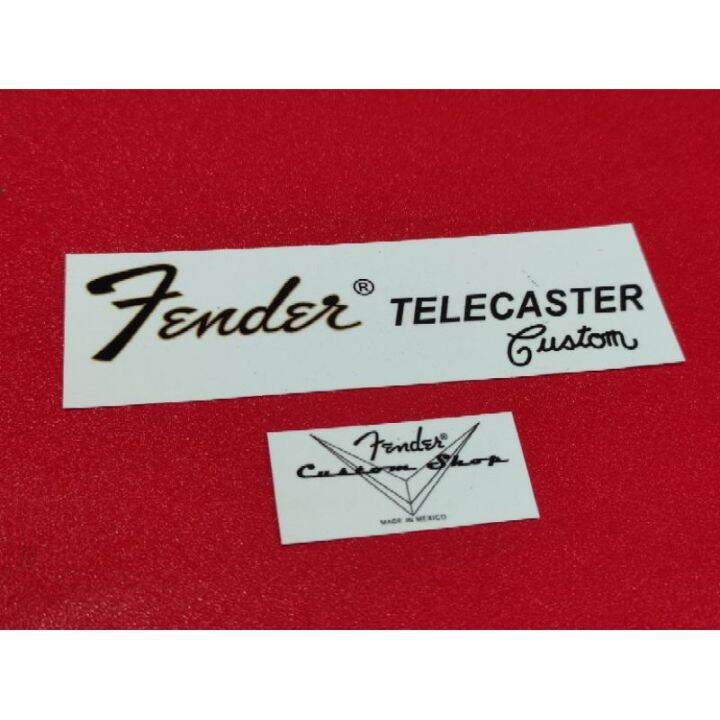 Fender® TELECASTER
Custom
Fender®
Custom Shop
MADE IN MEXICO